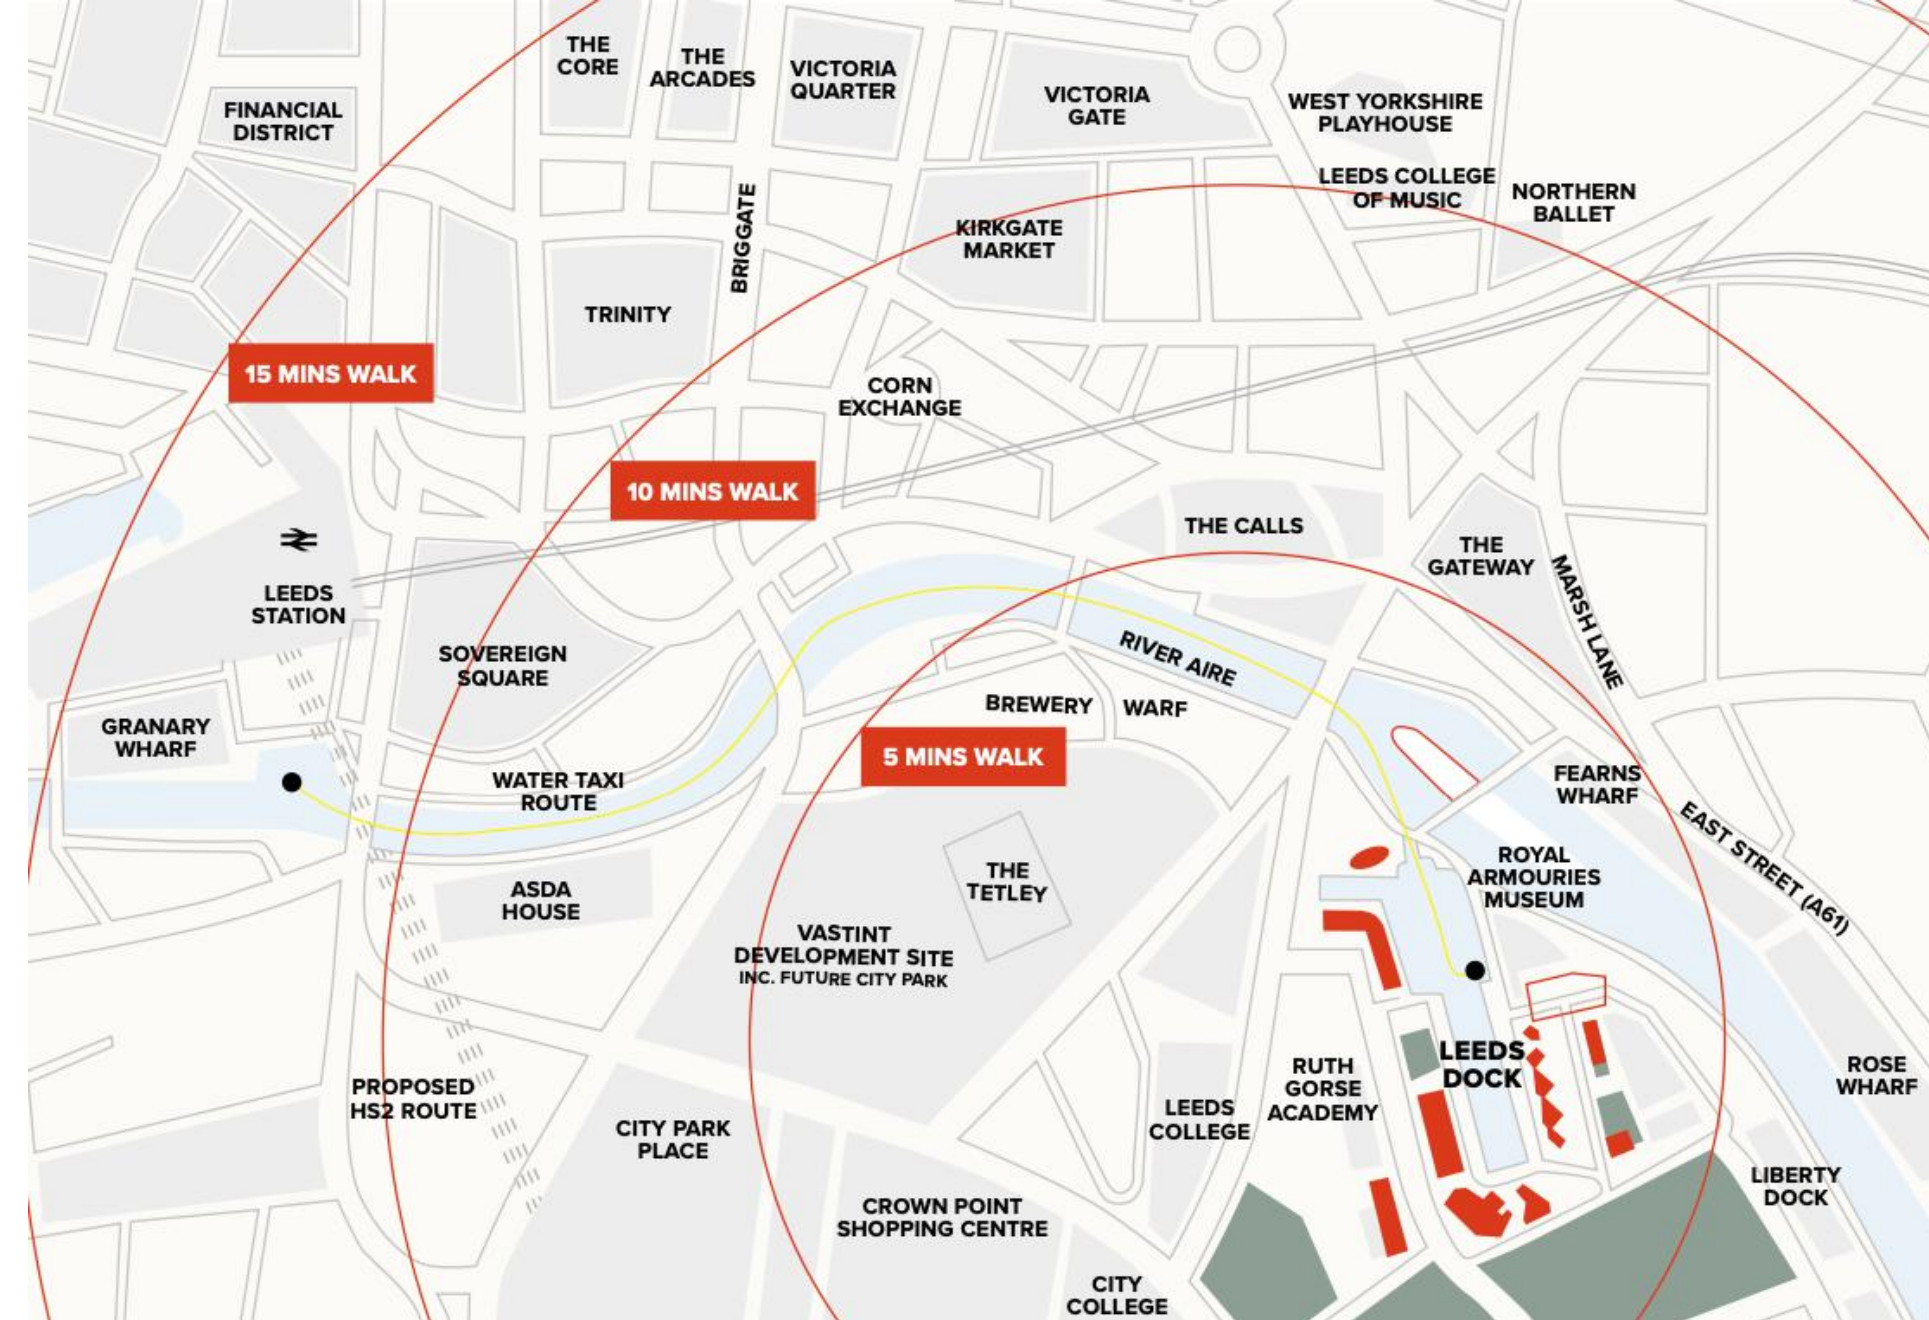 THE
CORE
THE
ARCADES
VICTORIA
QUARTER
VICTORIA
GATE
WEST YORKSHIRE
PLAYHOUSE
FINANCIAL
DISTRICT
LEEDS COLLEGE
OF MUSIC
NORTHERN
BALLET
BRIGGATE
KIRKGATE
MARKET
TRINITY
15 MINS WALK
CORN
EXCHANGE
10 MINS WALK
THE CALLS
THE
GATEWAY
MARSH LANE
LEEDS
STATION
SOVEREIGN
SQUARE
RIVER AIRE
BREWERY WARF
GRANARY
WHARF
5 MINS WALK
WATER TAXI
ROUTE
FEARNS
WHARF
EAST STREET (A61)
ROYAL
ARMOURIES
MUSEUM
THE
TETLEY
ASDA
HOUSE
VASTINT
DEVELOPMENT SITE
INC. FUTURE CITY PARK
LEEDS
DOCK
RUTH
GORSE
ACADEMY
ROSE
WHARF
PROPOSED
HS2 ROUTE
LEEDS
COLLEGE
CITY PARK
PLACE
LIBERTY
DOCK
CROWN POINT
SHOPPING CENTRE
CITY
COLLEGE